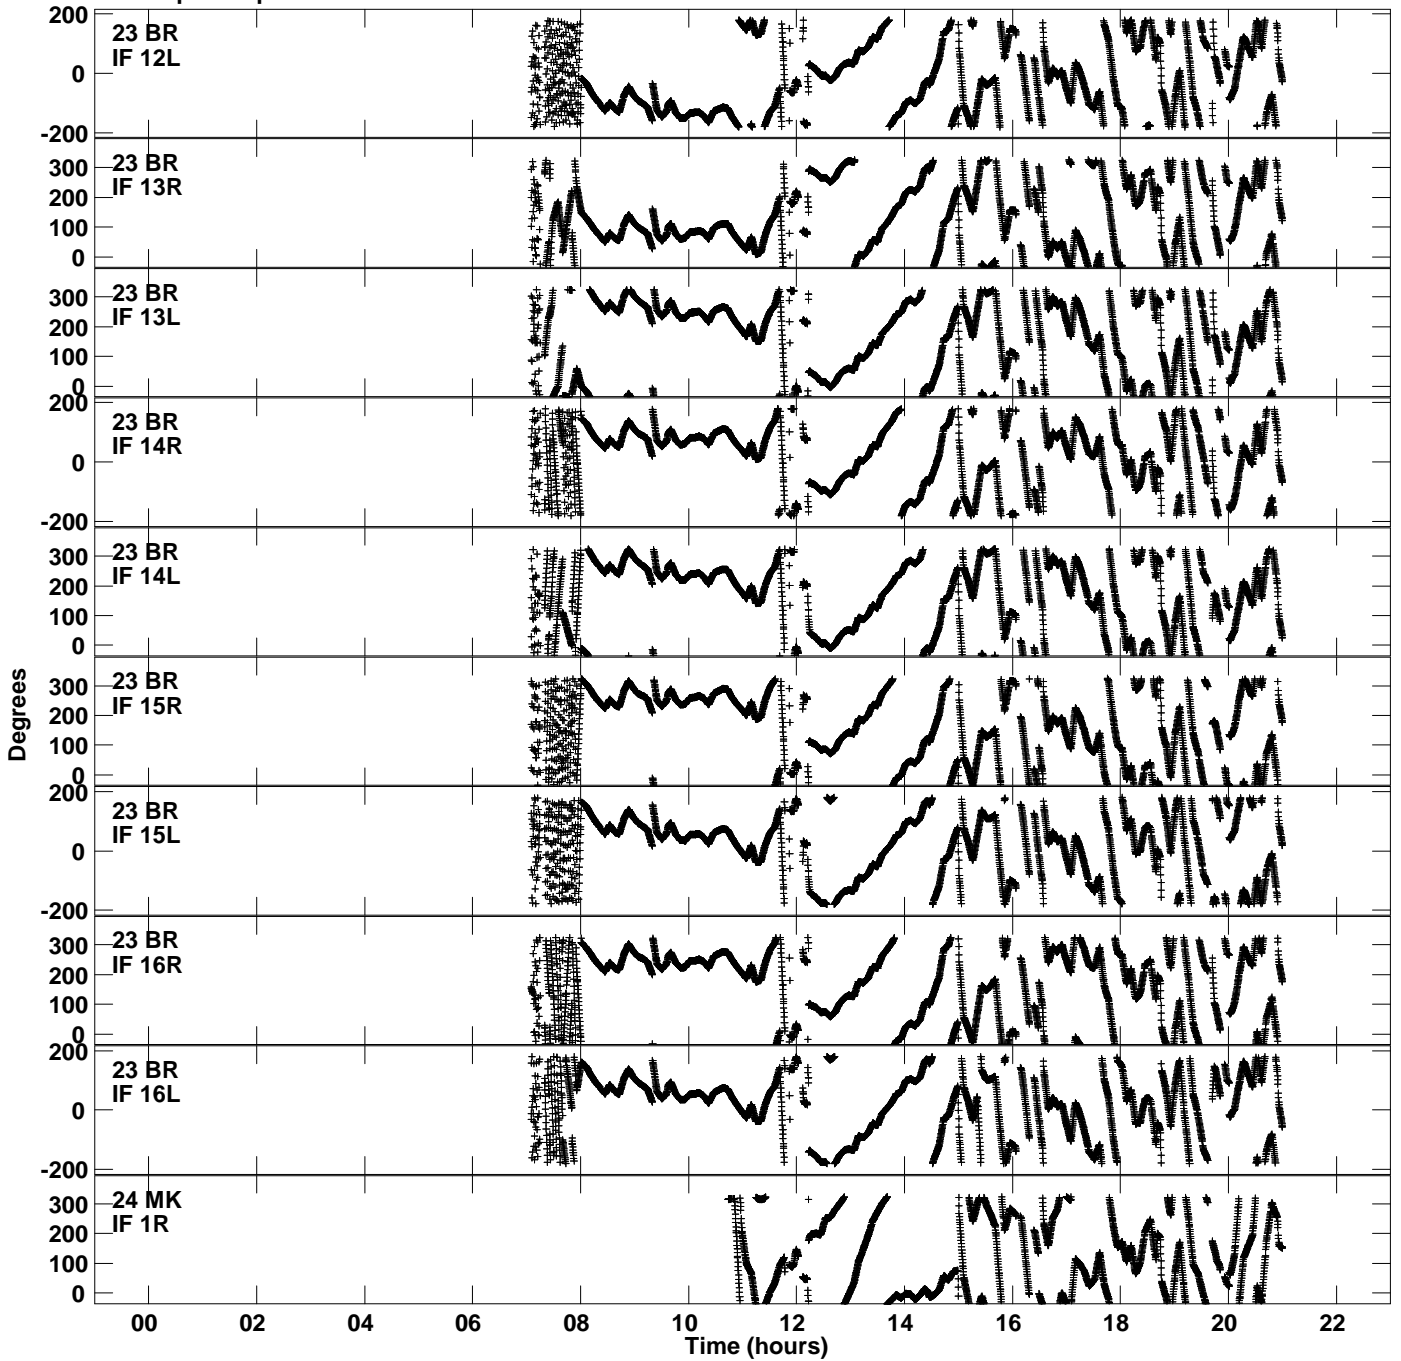 200
23 BR
IF 12L
0
-200
23 BR
IF 13R
300
200
100
0
23 BR
IF 13L
300
200
100
0
200
23 BR
IF 14R
0
-200
23 BR
IF 14L
300
200
100
0
23 BR
IF 15R
300
200
100
0
200
23 BR
IF 15L
0
-200
23 BR
IF 16R
300
200
100
0
200
23 BR
IF 16L
0
-200
24 MK
IF 1R
300
200
100
0
Degrees
00 02 04 06 08 10 12 14 16 18 20 22
Time (hours)